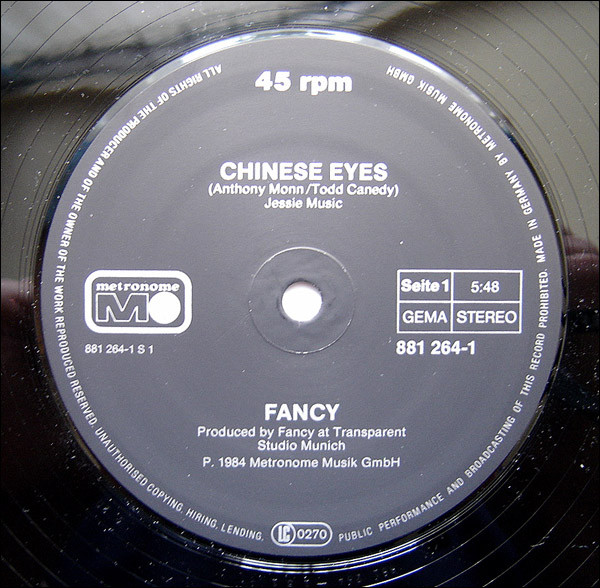 45 rpm
CHINESE EYES
(Anthony Monn/Todd Canedy)
Jessie Music
metronome
M
881 264-1 S 1
Seite 1 5:48
GEMA STEREO
881 264-1
FANCY
Produced by Fancy at Transparent
Studio Munich
P. 1984 Metronome Musik GmbH
ALL RIGHTS OF THE PRODUCER AND OF THE OWNER OF THE WORK REPRODUCED RESERVED. UNAUTHORISED COPYING, HIRING, LENDING, PUBLIC PERFORMANCE AND BROADCASTING OF THIS RECORD PROHIBITED. MADE IN GERMANY BY METRONOME MUSIK GMBH
LC 0270